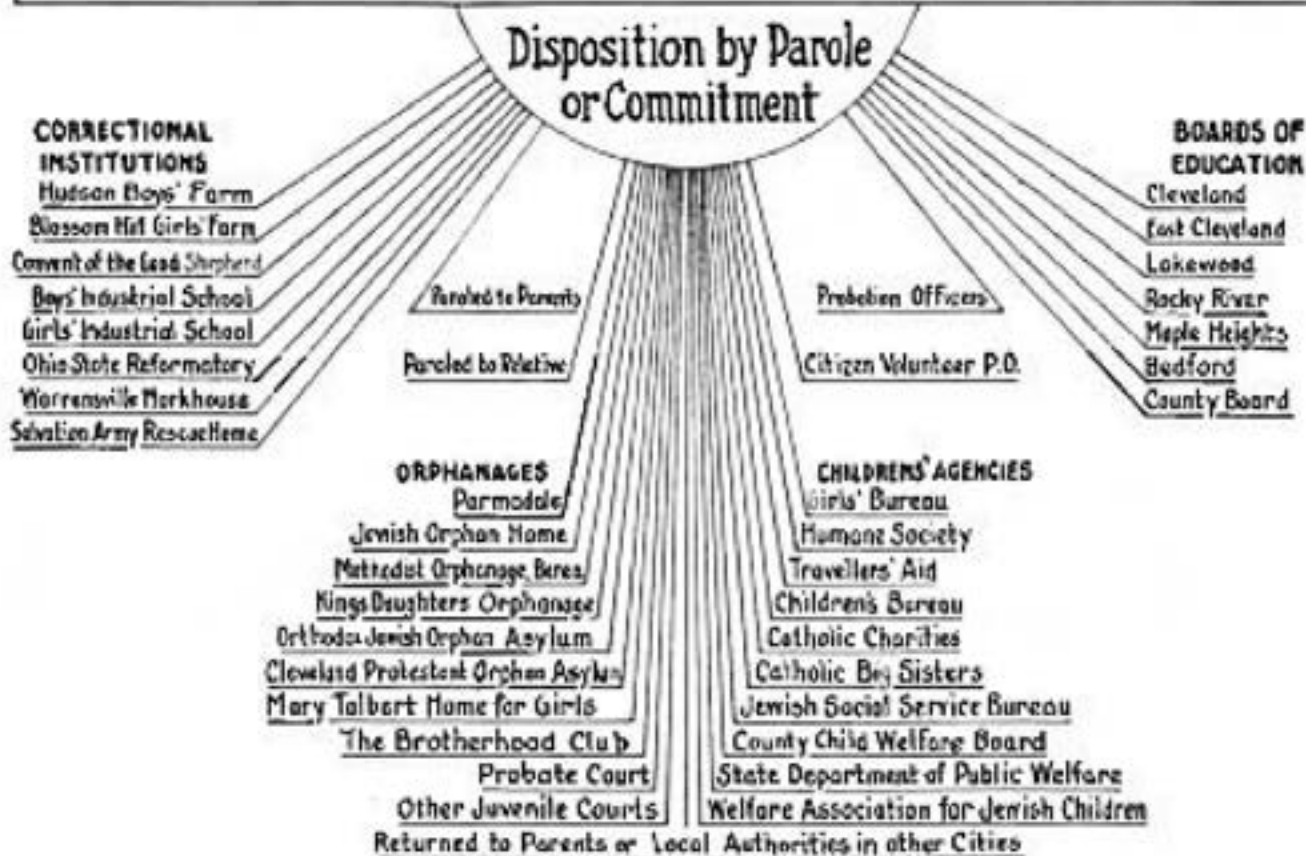 Disposition by Parole
or Commitment
CORRECTIONAL
INSTITUTIONS
Hudson Boys' Farm
Blossom Hill Girls' Farm
Convent of the Good Shepherd
Boys' Industrial School
Girls' Industrial School
Ohio State Reformatory
Warrensville Workhouse
Salvation Army Rescue Home
Paroled to Parents
Paroled to Relative
Probation Officers
Citizen Volunteer P.O.
BOARDS OF
EDUCATION
Cleveland
East Cleveland
Lakewood
Rocky River
Maple Heights
Bedford
County Board
ORPHANAGES
Parmadale
Jewish Orphan Home
Methodist Orphanage, Berea
Kings Daughters Orphanage
Orthodox Jewish Orphan Asylum
Cleveland Protestant Orphan Asylum
Mary Talbert Home for Girls
The Brotherhood Club
Probate Court
Other Juvenile Courts
CHILDRENS' AGENCIES
Girls' Bureau
Humane Society
Travellers' Aid
Children's Bureau
Catholic Charities
Catholic Big Sisters
Jewish Social Service Bureau
County Child Welfare Board
State Department of Public Welfare
Welfare Association for Jewish Children
Returned to Parents or Local Authorities in other Cities